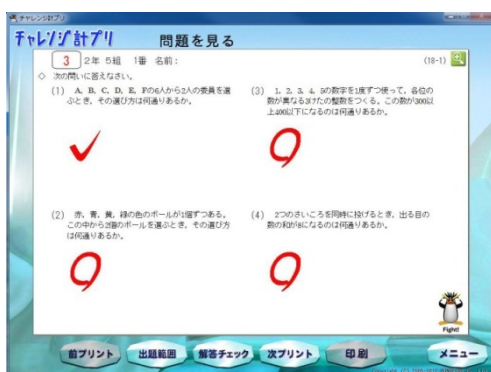 チャレンジ計プリ
チャレンジ計プリ 問題を見る
3 2年 5組 1番 名前： (18-1)
◇ 次の問いに答えなさい。
(1) A, B, C, D, E, Fの6人から2人の委員を選
ぶとき，その選び方は何通りあるか。
(3) 1, 2, 3, 4, 5の数字を1度ずつ使って，各位の
数が異なる3けたの整数をつくる。この数が300以
上400以下になるのは何通りあるか。
(2) 赤，青，黄，緑の色のボールが1個ずつある。
この中から2個のボールを選ぶとき，その選び方
は何通りあるか。
(4) 2つのさいころを同時に投げるとき，出る目の
数の和が8になるのは何通りあるか。
Fight!
前プリント 出題範囲 解答チェック 次プリント 印刷 メニュー